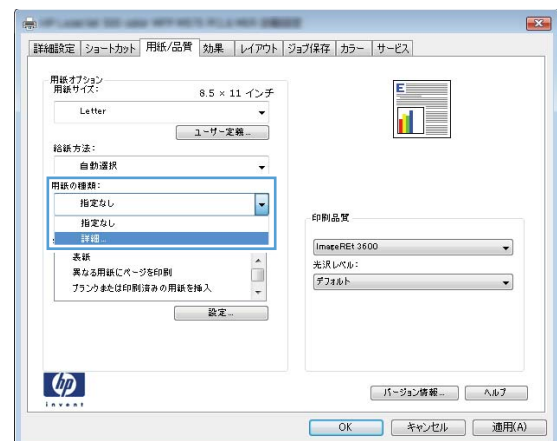 詳細設定 ショートカット 用紙/品質 効果 レイアウト ジョブ保存 カラー サービス
用紙オプション
用紙サイズ:
8.5 × 11 インチ
Letter
ユーザー定義...
給紙方法:
自動選択
用紙の種類:
指定なし
指定なし
詳細...
表紙
異なる用紙にページを印刷
ブランクまたは印刷済みの用紙を挿入
設定...
E
印刷品質
ImageREt 3600
光沢レベル:
デフォルト
hp
invent
バージョン情報... ヘルプ
OK キャンセル 適用(A)